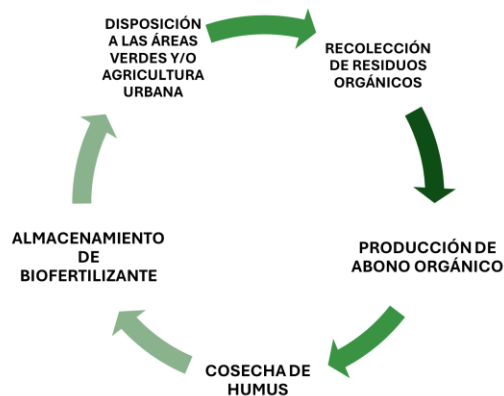 DISPOSICIÓN
A LAS ÁREAS
VERDES Y/O
AGRICULTURA
URBANA
RECOLECCIÓN
DE RESIDUOS
ORGÁNICOS
PRODUCCIÓN DE
ABONO ORGÁNICO
COSECHA DE
HUMUS
ALMACENAMIENTO
DE
BIOFERTILIZANTE